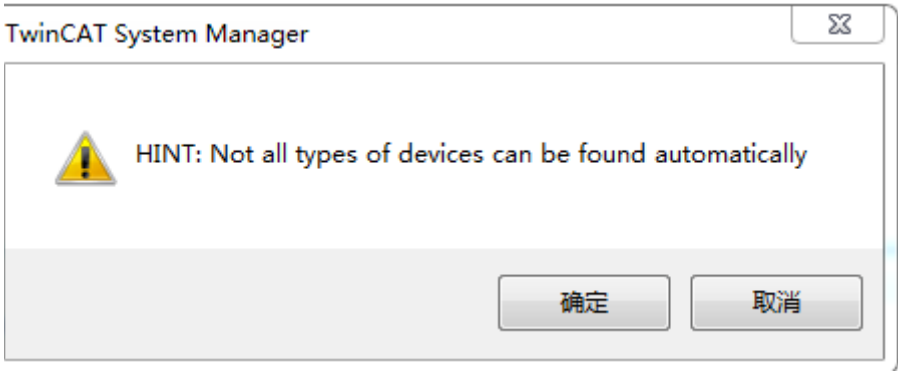 TwinCAT System Manager
HINT: Not all types of devices can be found automatically
确定
取消